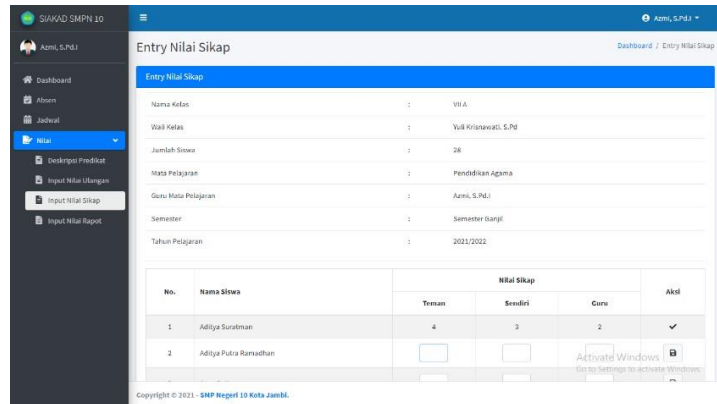 SIAKAD SMPN 10
Azmi, S.Pd.I
Azmi, S.Pd.I
Entry Nilai Sikap
Dashboard / Entry Nilai Sikap
Dashboard
Absen
Jadwal
Nilai
Deskripsi Predikat
Input Nilai Ulangan
Input Nilai Sikap
Input Nilai Rapot
Entry Nilai Sikap
Nama Kelas : VII A
Wali Kelas : Yuli Krisnawati. S.Pd
Jumlah Siswa : 28
Mata Pelajaran : Pendidikan Agama
Guru Mata Pelajaran : Azmi, S.Pd.I
Semester : Semester Ganjil
Tahun Pelajaran : 2021/2022
Nilai Sikap
No. Nama Siswa Aksi
Teman Sendiri Guru
1 Aditya Suratman 4 3 2
2 Aditya Putra Ramadhan
Activate Windows
Go to Settings to activate Windows.
Copyright © 2021 - SMP Negeri 10 Kota Jambi.